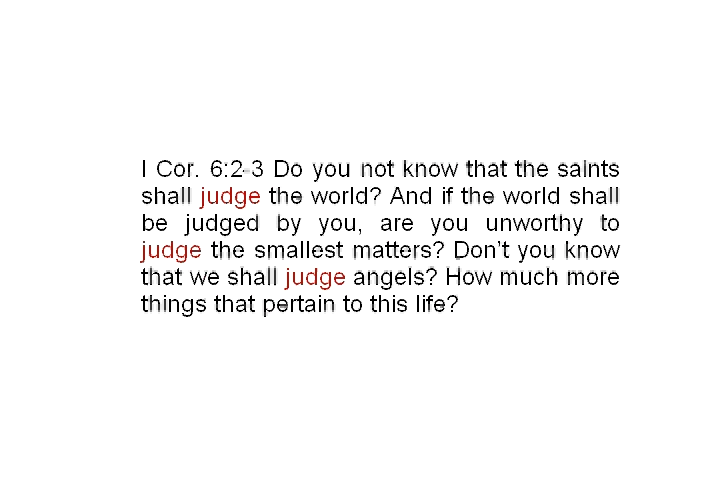 I Cor. 6:2-3 Do you not know that the saints
shall judge the world? And if the world shall
be judged by you, are you unworthy to
judge the smallest matters? Don’t you know
that we shall judge angels? How much more
things that pertain to this life?